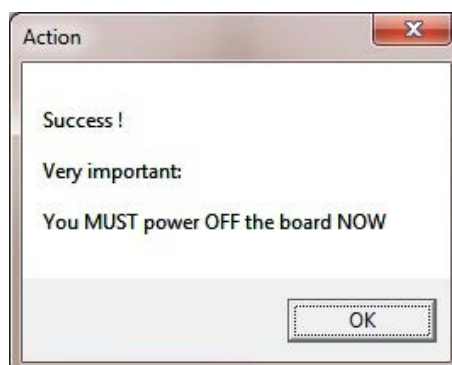 Action
Success !
Very important:
You MUST power OFF the board NOW
OK